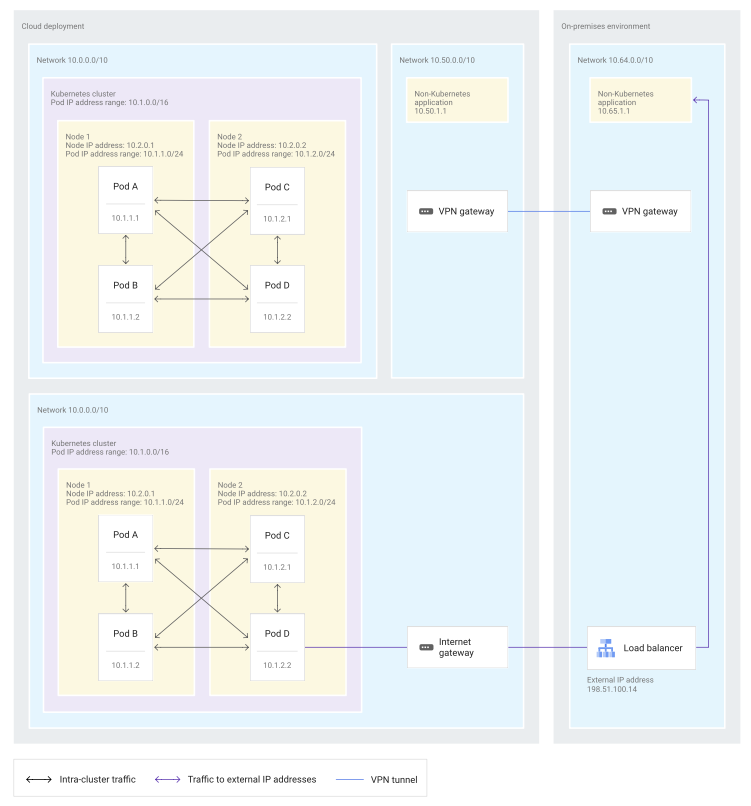 Cloud deployment
Network 10.0.0.0/10
Kubernetes cluster
Pod IP address range: 10.1.0.0/16
Node 1
Node IP address: 10.2.0.1
Pod IP address range: 10.1.1.0/24
Pod A
10.1.1.1
Pod B
10.1.1.2
Node 2
Node IP address: 10.2.0.2
Pod IP address range: 10.1.2.0/24
Pod C
10.1.2.1
Pod D
10.1.2.2
Network 10.50.0.0/10
Non-Kubernetes
application
10.50.1.1
VPN gateway
On-premises environment
Network 10.64.0.0/10
Non-Kubernetes
application
10.65.1.1
VPN gateway
Network 10.0.0.0/10
Kubernetes cluster
Pod IP address range: 10.1.0.0/16
Node 1
Node IP address: 10.2.0.1
Pod IP address range: 10.1.1.0/24
Pod A
10.1.1.1
Pod B
10.1.1.2
Node 2
Node IP address: 10.2.0.2
Pod IP address range: 10.1.2.0/24
Pod C
10.1.2.1
Pod D
10.1.2.2
Internet
gateway
Load balancer
External IP address
198.51.100.14
Intra-cluster traffic
Traffic to external IP addresses
VPN tunnel